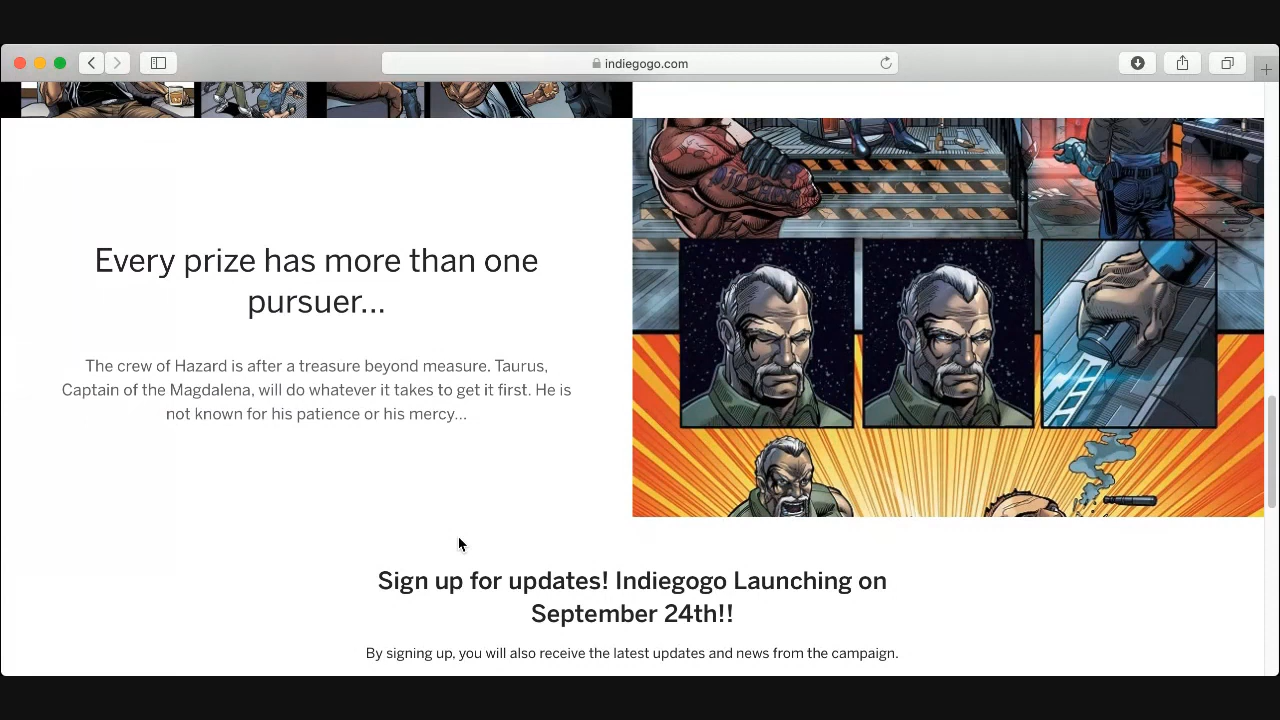 indiegogo.com
Every prize has more than one
pursuer...
The crew of Hazard is after a treasure beyond measure. Taurus,
Captain of the Magdalena, will do whatever it takes to get it first. He is
not known for his patience or his mercy...
Sign up for updates! Indiegogo Launching on
September 24th!!
By signing up, you will also receive the latest updates and news from the campaign.